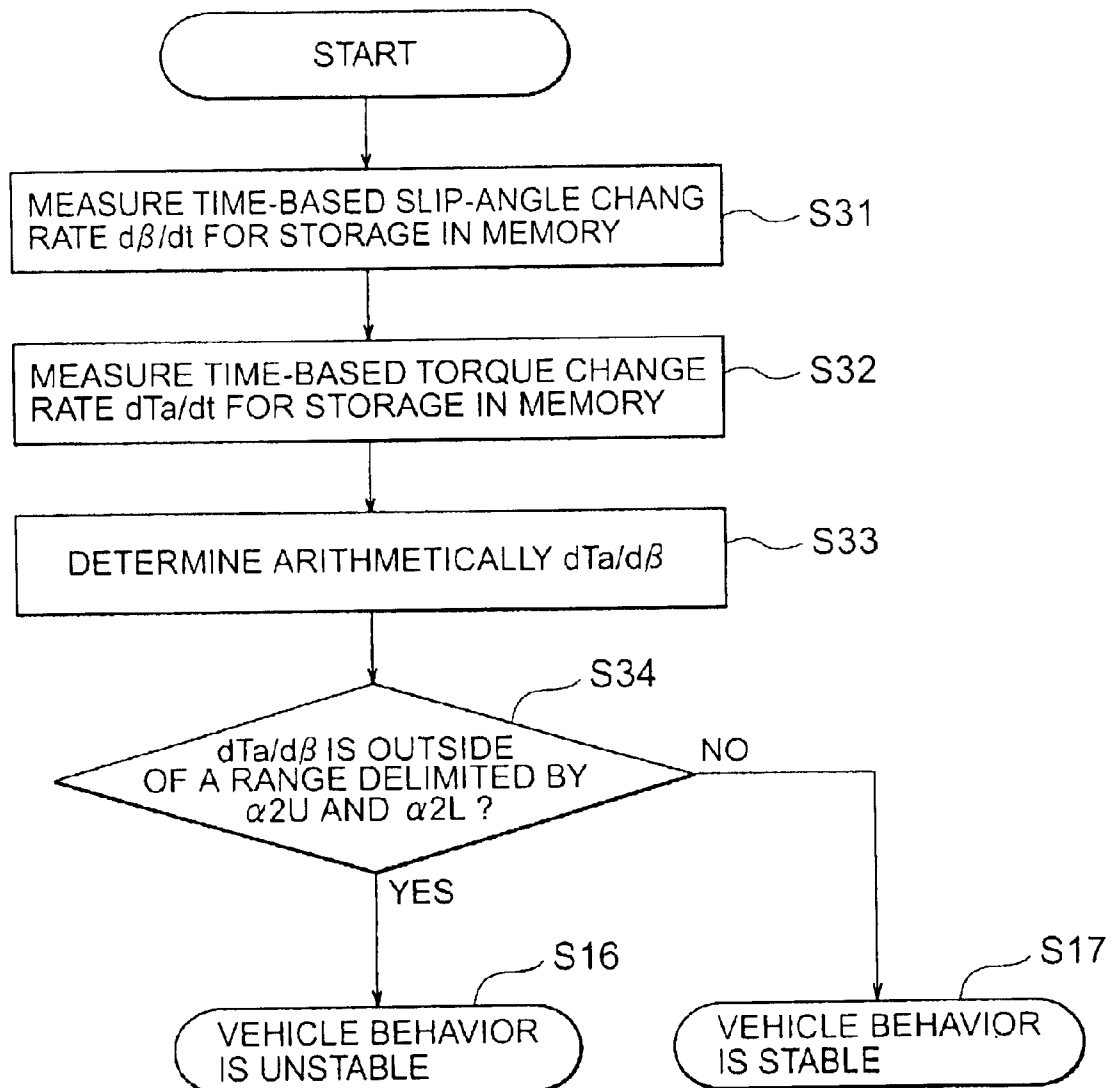 START
MEASURE TIME-BASED SLIP-ANGLE CHANG
RATE dβ/dt FOR STORAGE IN MEMORY
S31
MEASURE TIME-BASED TORQUE CHANGE
RATE dTa/dt FOR STORAGE IN MEMORY
S32
DETERMINE ARITHMETICALLY dTa/dβ
S33
S34
dTa/dβ IS OUTSIDE
OF A RANGE DELIMITED BY
α2U AND α2L ?
NO
YES
S16
S17
VEHICLE BEHAVIOR
IS UNSTABLE
VEHICLE BEHAVIOR
IS STABLE